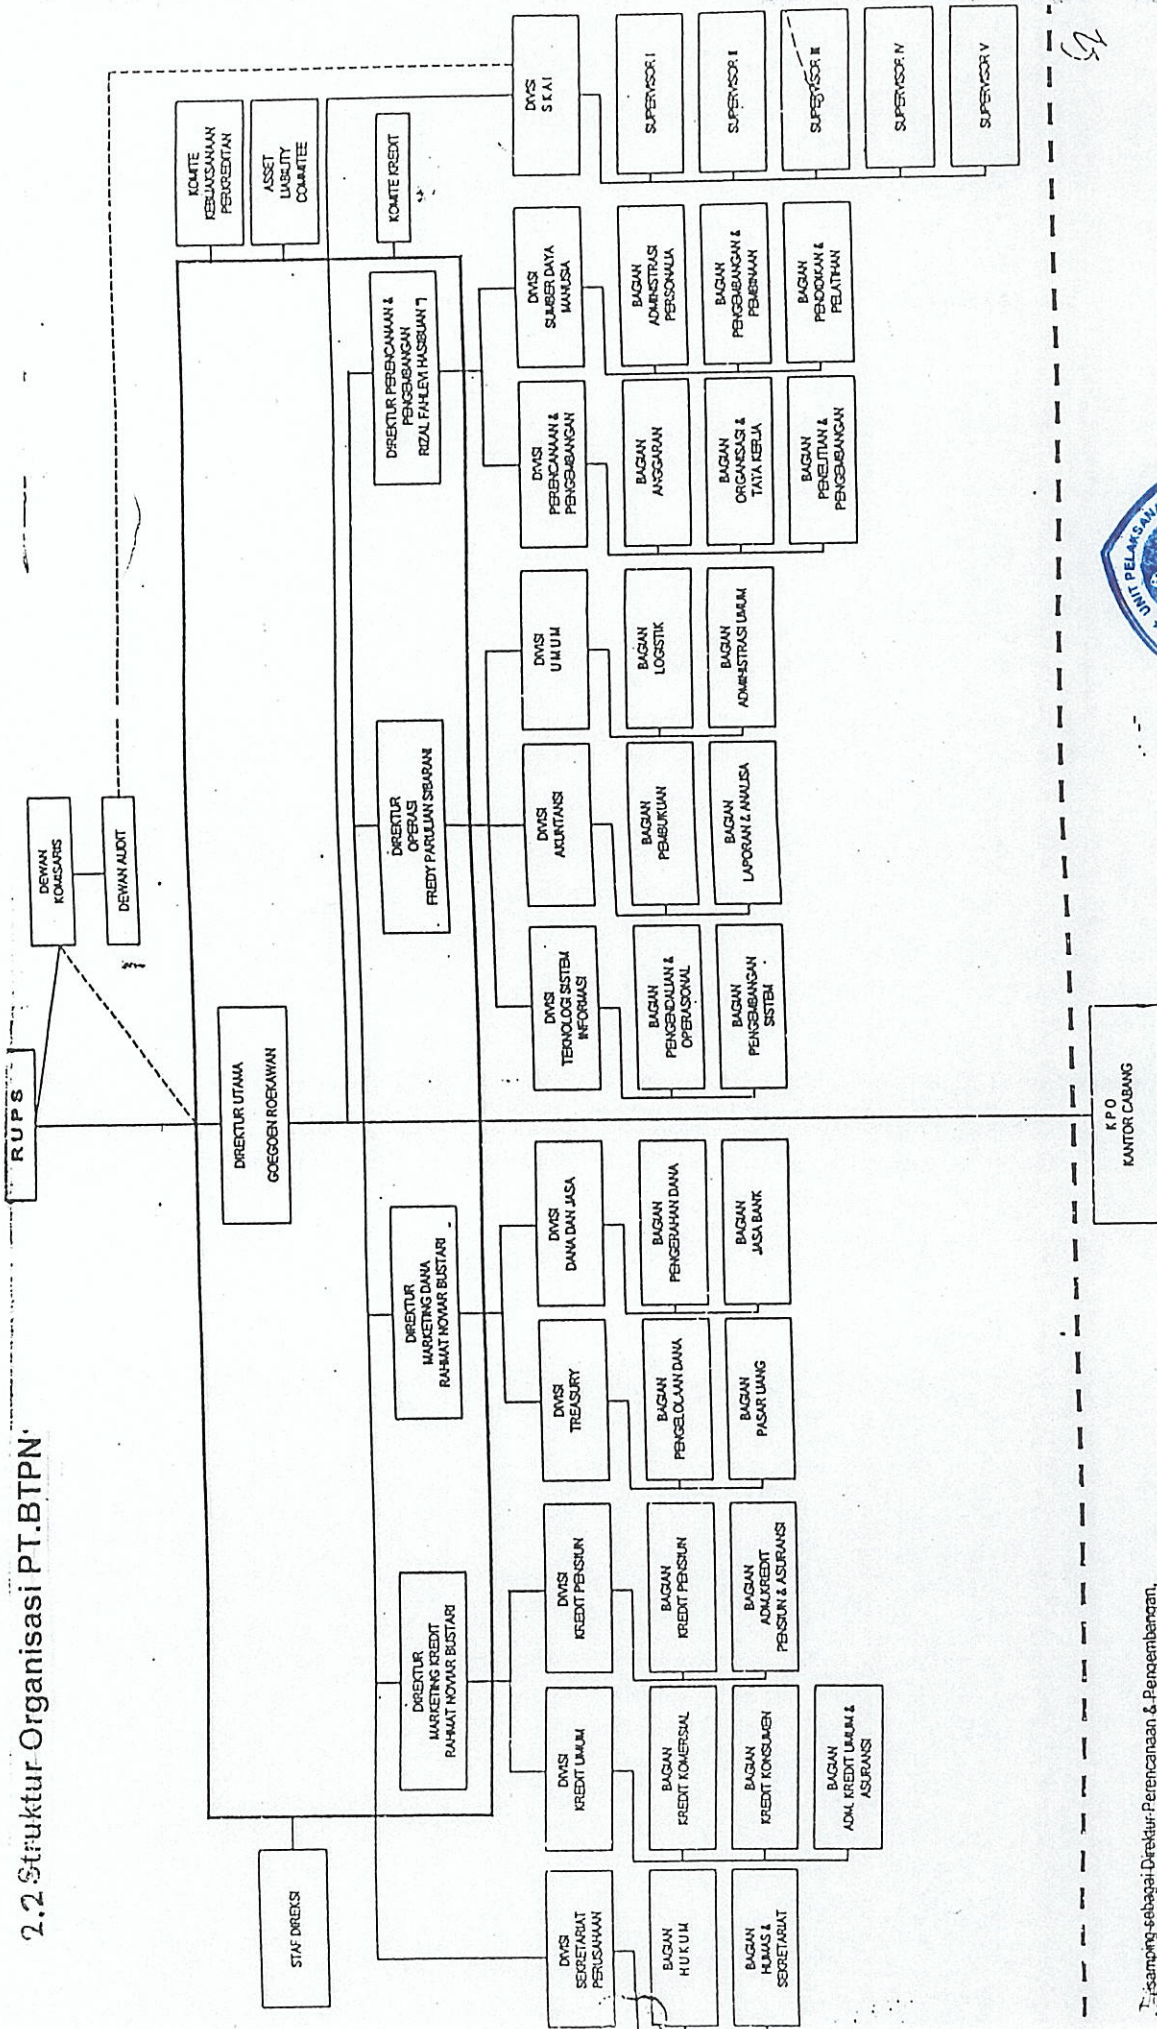 2.2 Struktur Organisasi PT.BTPN
RUPS
DEWAN
KOMISARIS
DEWAN AUDIT
KOMITE
KEBIJAKSANAAN
PERKREDITAN
ASSET
LIABILITY
COMMITEE
KOMITE KREDIT
DIREKTUR UTAMA
GOEGOEN ROEKAWAN
STAF DIREKSI
DIREKTUR
MARKETING KREDIT
RAHMAT NOVIAR BUSTARI
DIREKTUR
MARKETING DANA
RAHMAT NOVIAR BUSTARI
DIREKTUR
OPERASI
FREDY PARULIAN SIBARANI
DIREKTUR PERENCANAAN &
PENGEMBANGAN
RIZAL FAHLEVI HASIBUAN
DIVISI
SEKRETARIAT
PERUSAHAAN
DIVISI
KREDIT UMUM
DIVISI
KREDIT PENSIUN
DIVISI
TREASURY
DIVISI
DANA DAN JASA
DIVISI
TEKNOLOGI SISTEM
INFORMASI
DIVISI
AKUNTANSI
DIVISI
UMUM
DIVISI
PERENCANAAN &
PENGEMBANGAN
DIVISI
SUMBER DAYA
MANUSIA
DIVISI
SKAI
BAGIAN
HUKUM
BAGIAN
HUMAS &
SEKRETARIAT
BAGIAN
KREDIT KOMERSIAL
BAGIAN
KREDIT KONSUMEN
BAGIAN
ADM. KREDIT UMUM &
ASURANSI
BAGIAN
KREDIT PENSIUN
BAGIAN
ADM.KREDIT
PENSIUN & ASURANSI
BAGIAN
PENGELOLAAN DANA
BAGIAN
PASAR UANG
BAGIAN
PENGERAHAN DANA
BAGIAN
JASA BANK
BAGIAN
PENGENDALIAN &
OPERASIONAL
BAGIAN
PENGEMBANGAN
SISTEM
BAGIAN
PEMBUKUAN
BAGIAN
LAPORAN & ANALISA
BAGIAN
LOGISTIK
BAGIAN
ADMINISTRASI UMUM
BAGIAN
ANGGARAN
BAGIAN
ORGANISASI &
TATA KERJA
BAGIAN
PENELITIAN &
PENGEMBANGAN
BAGIAN
ADMINISTRASI
PERSONALIA
BAGIAN
PENGEMBANGAN &
PEMBINAAN
BAGIAN
PENDIDIKAN &
PELATIHAN
SUPERVISOR I
SUPERVISOR II
SUPERVISOR III
SUPERVISOR IV
SUPERVISOR V
KPO
KANTOR CABANG
UNIT PELAKSANA
samping sebagai Direktur Perencanaan & Pengembangan,